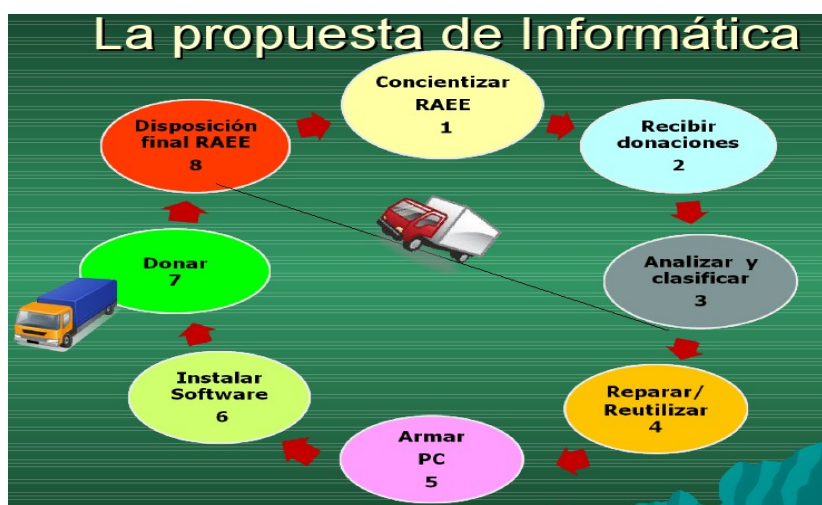 La propuesta de Informática
Concientizar
RAEE
1
Recibir
donaciones
2
Analizar y
clasificar
3
Reparar/
Reutilizar
4
Armar
PC
5
Instalar
Software
6
Donar
7
Disposición
final RAEE
8